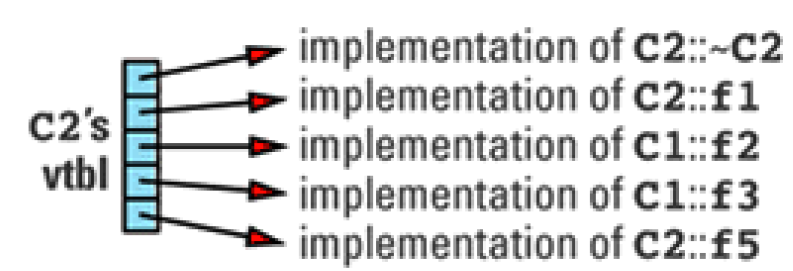 implementation of C2::~C2
implementation of C2::f1
C2's
vtbl
implementation of C1::f2
implementation of C1::f3
implementation of C2::f5